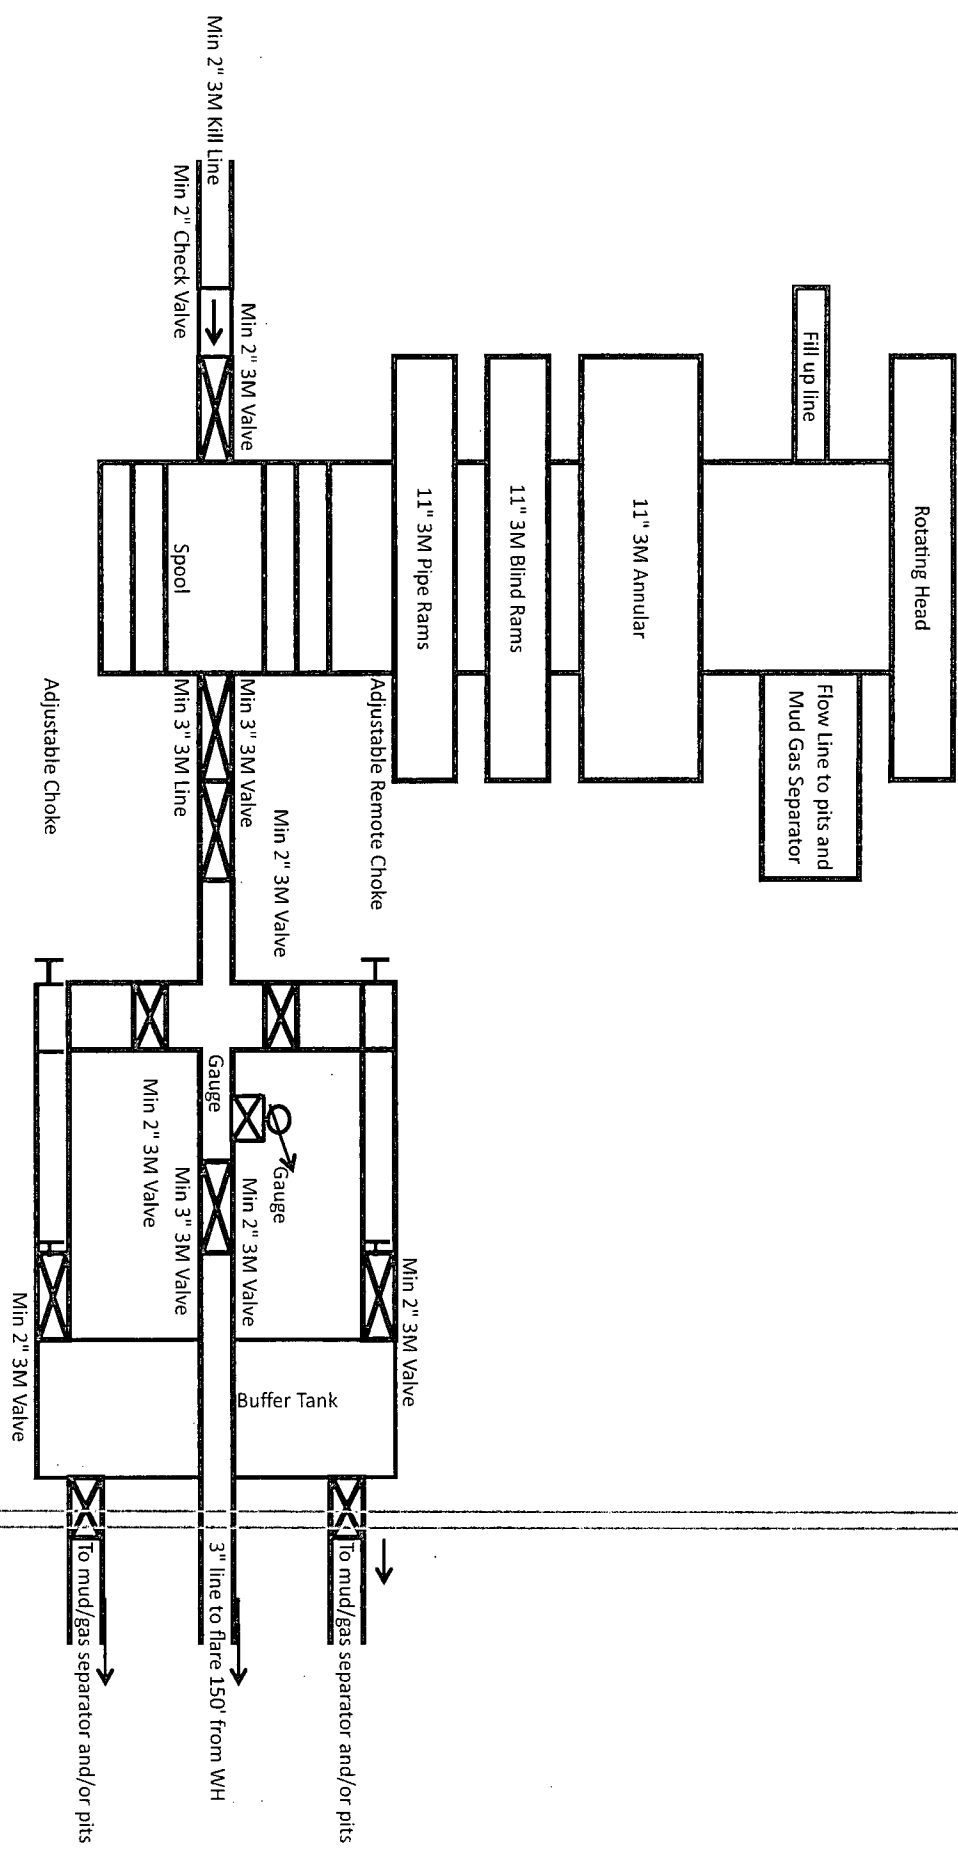 Rotating Head
Fill up line
Flow Line to pits and
Mud Gas Separator
11" 3M Annular
11" 3M Blind Rams
11" 3M Pipe Rams
Adjustable Remote Choke
Min 2" 3M Valve
Min 2" 3M Valve
Min 2" 3M Kill Line
Min 2" Check Valve
Spool
Min 3" 3M Valve
Min 3" 3M Line
Min 2" 3M Valve
Gauge
Gauge
Min 2" 3M Valve
Min 3" 3M Valve
Min 2" 3M Valve
Buffer Tank
To mud/gas separator and/or pits
3" line to flare 150' from WH
To mud/gas separator and/or pits
Adjustable Choke
Min 2" 3M Valve